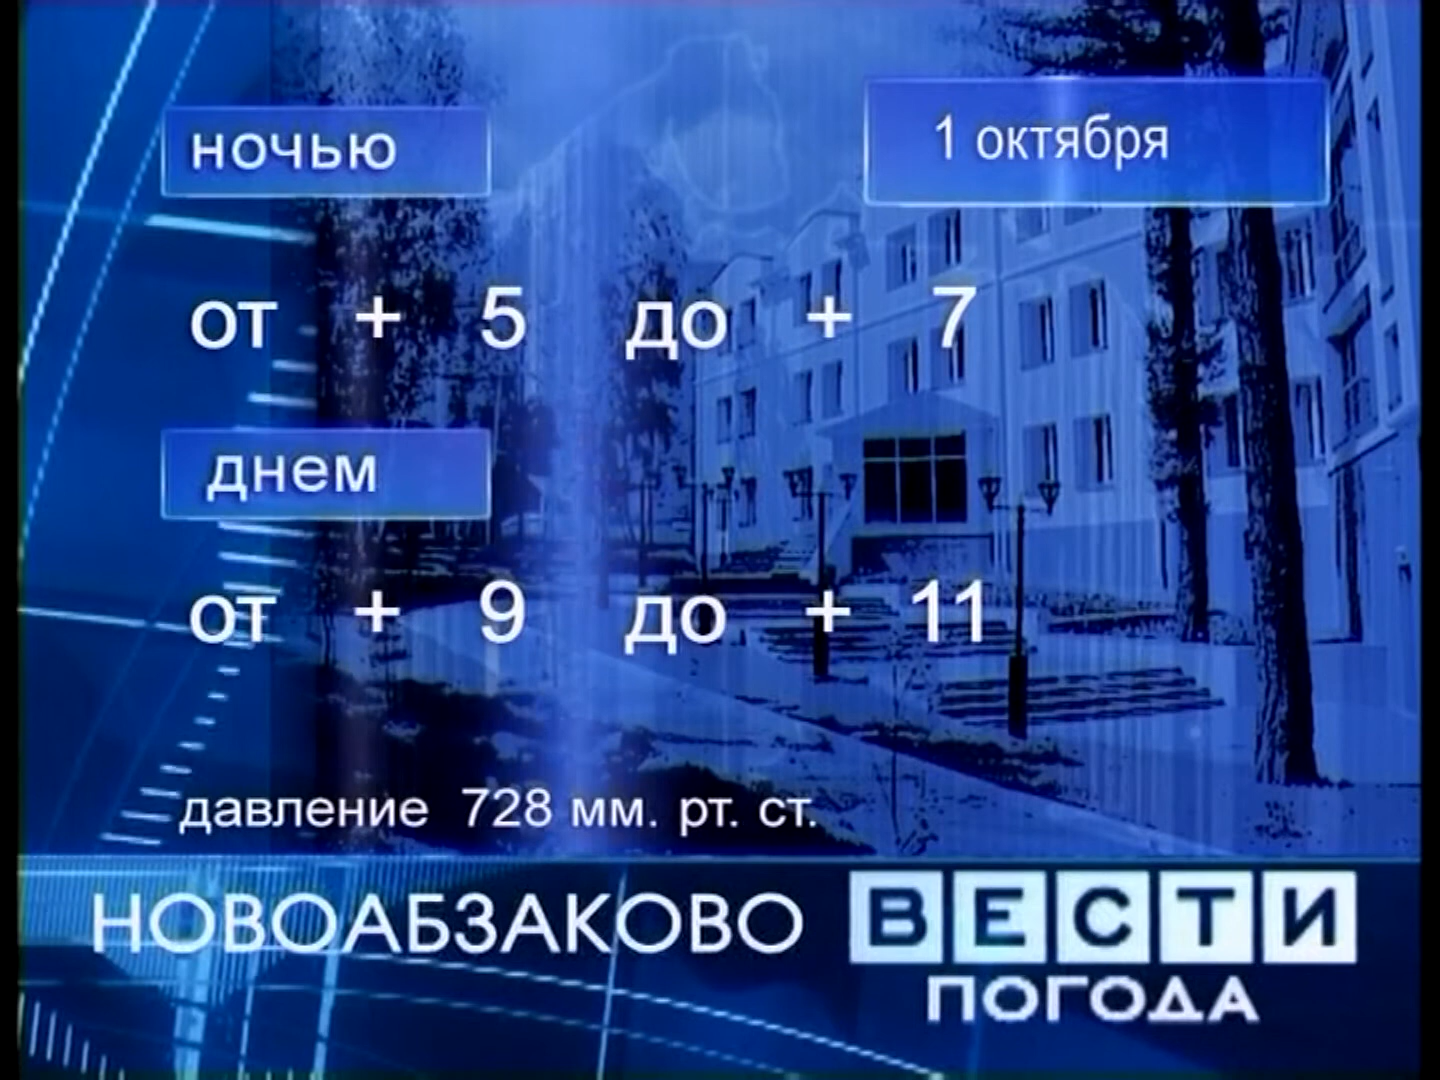 ночью
1 октября
от + 5 до + 7
днем
от + 9 до + 11
давление 728 мм. рт. ст.
НОВОАБЗАКОВО
ВЕСТИ
ПОГОДА